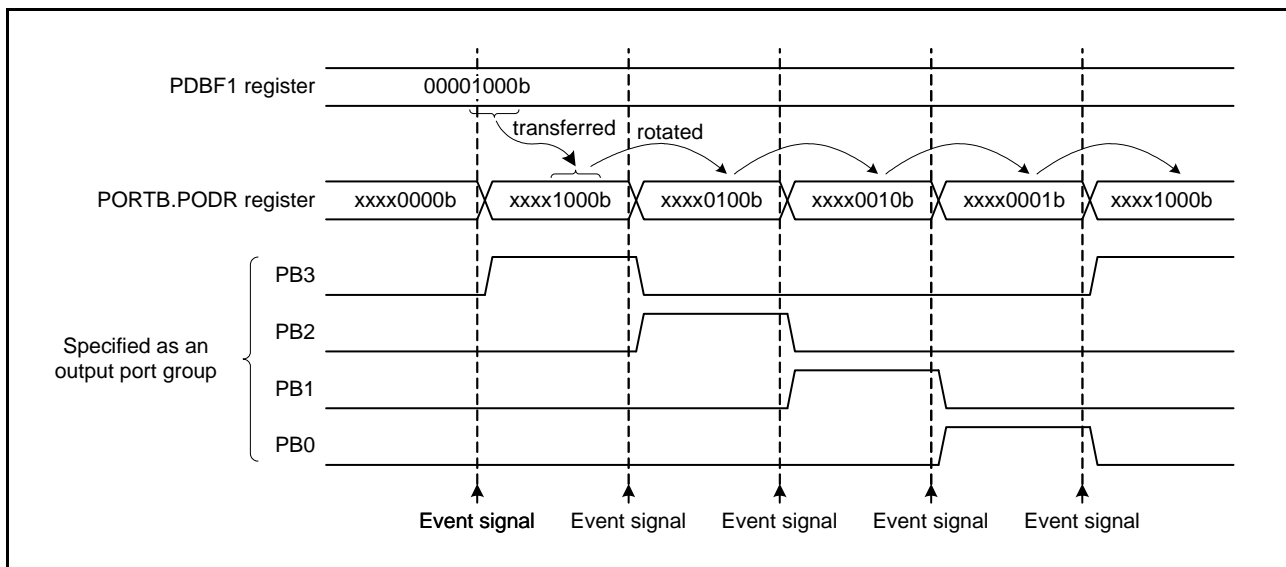 PDBF1 register
00001000b
transferred
rotated
PORTB.PODR register
xxxx0000b
xxxx1000b
xxxx0100b
xxxx0010b
xxxx0001b
xxxx1000b
PB3
PB2
Specified as an
output port group
PB1
PB0
Event signal
Event signal
Event signal
Event signal
Event signal